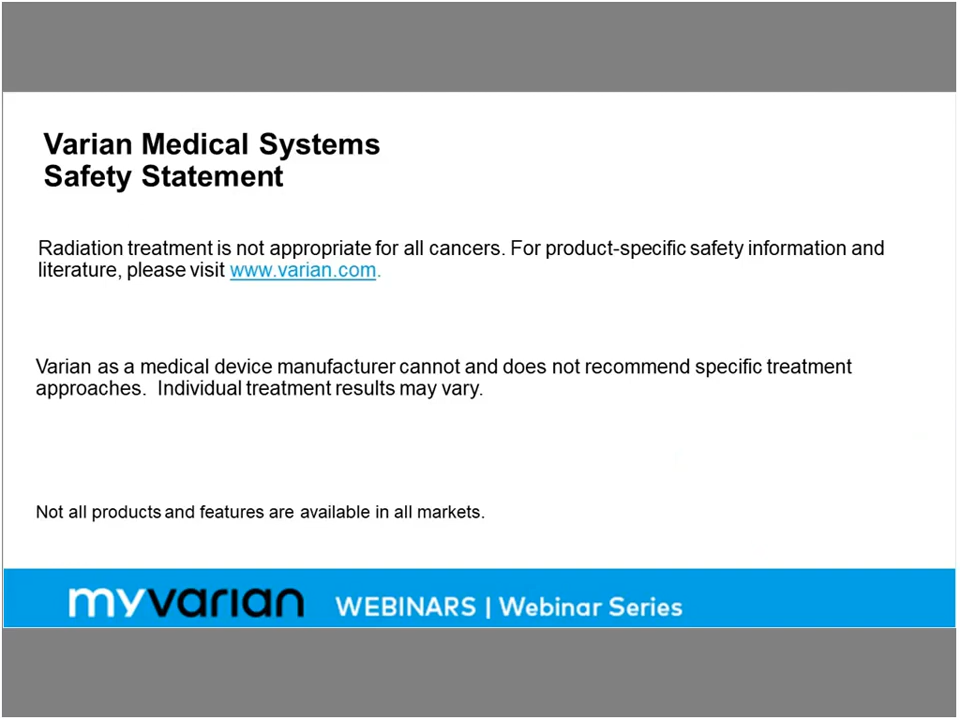 Varian Medical Systems
Safety Statement
Radiation treatment is not appropriate for all cancers. For product-specific safety information and
literature, please visit www.varian.com.
Varian as a medical device manufacturer cannot and does not recommend specific treatment
approaches.  Individual treatment results may vary.
Not all products and features are available in all markets.
myvarian WEBINARS | Webinar Series